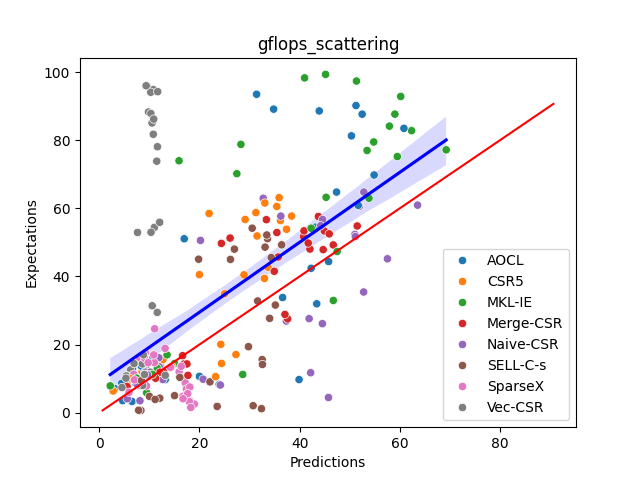 gflops_scattering
Expectations
100
80
60
40
20
0
0
20
40
60
80
Predictions
AOCL
CSR5
MKL-IE
Merge-CSR
Naive-CSR
SELL-C-s
SparseX
Vec-CSR